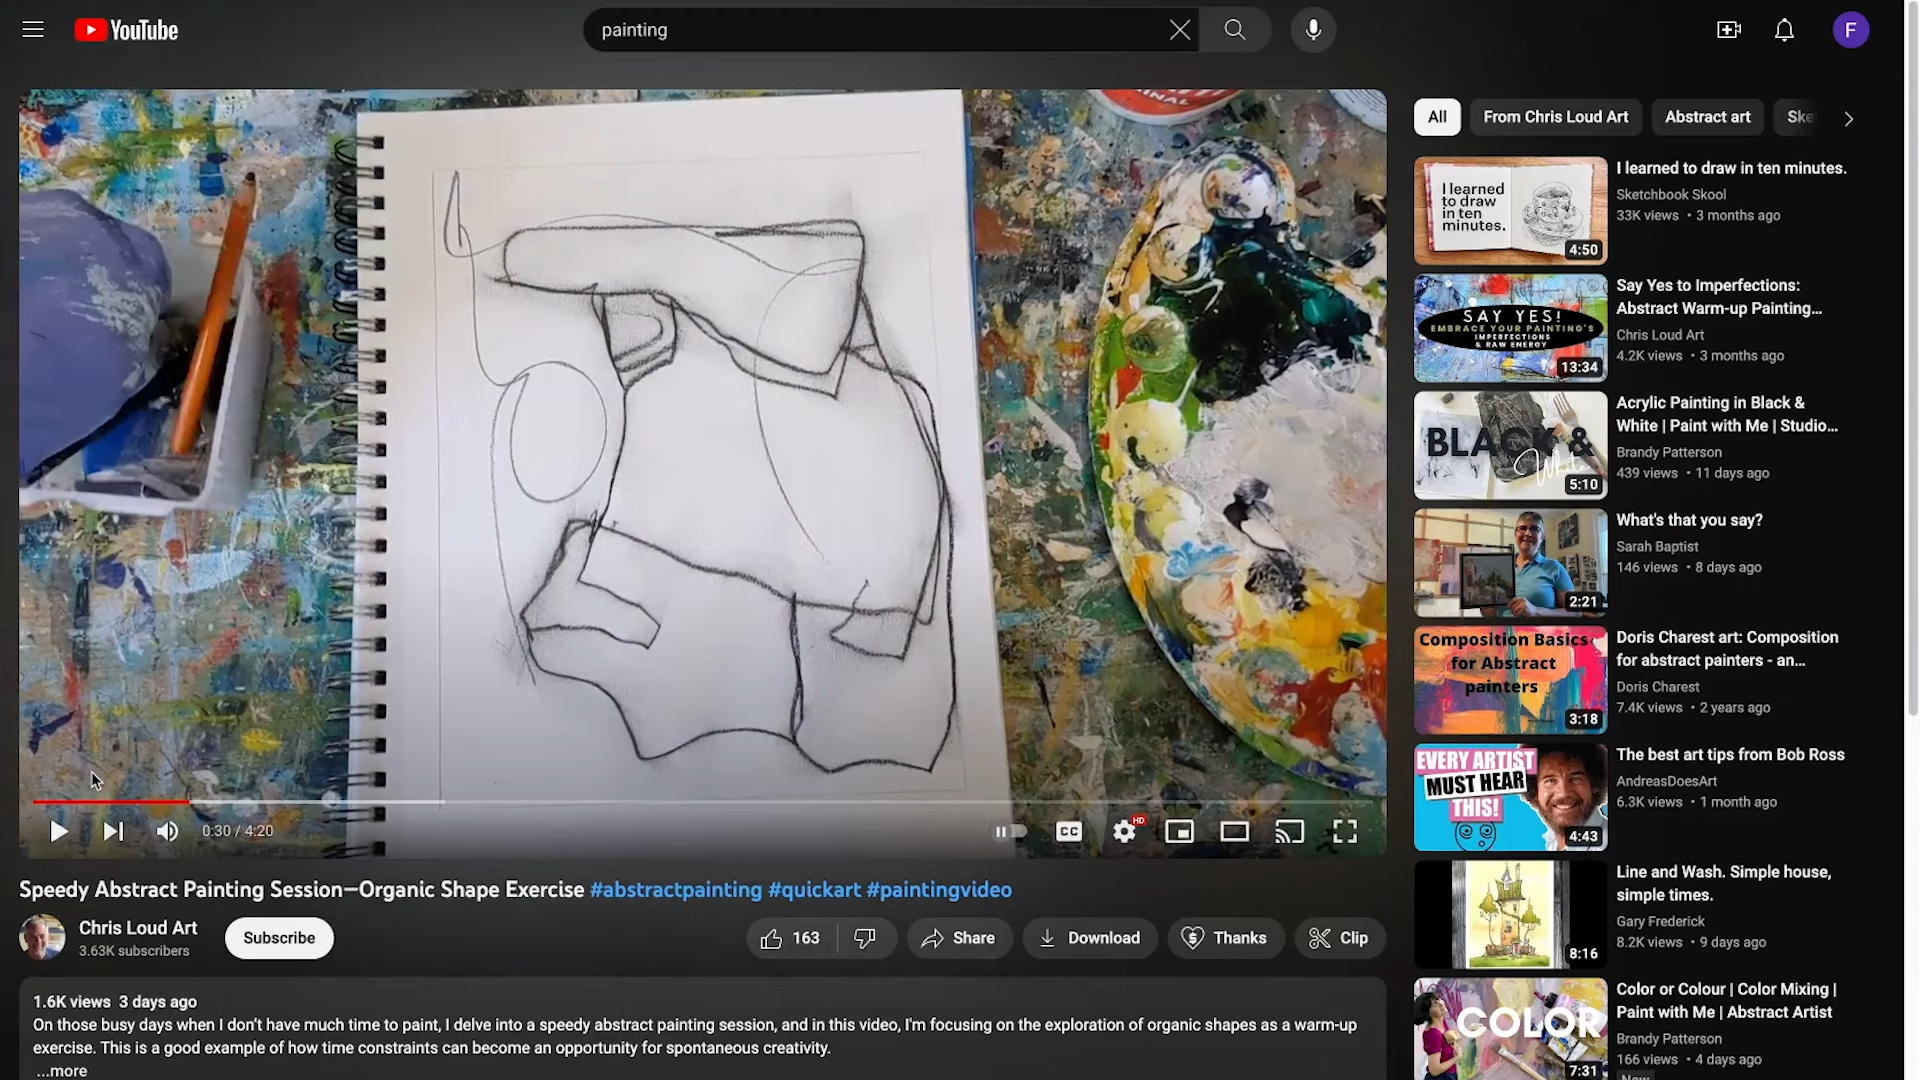 YouTube
painting
F
INAL
0:30 / 4:20
CC
HD
Speedy Abstract Painting Session—Organic Shape Exercise #abstractpainting #quickart #paintingvideo
Chris Loud Art
3.63K subscribers
Subscribe
163
Share
Download
Thanks
Clip
1.6K views 3 days ago
On those busy days when I don't have much time to paint, I delve into a speedy abstract painting session, and in this video, I'm focusing on the exploration of organic shapes as a warm-up
exercise. This is a good example of how time constraints can become an opportunity for spontaneous creativity.
...more
All
From Chris Loud Art
Abstract art
Ske
I learned
to draw
in ten
minutes.
4:50
I learned to draw in ten minutes.
Sketchbook Skool
33K views • 3 months ago
SAY YES!
EMBRACE YOUR PAINTING'S
IMPERFECTIONS
& RAW ENERGY
13:34
Say Yes to Imperfections:
Abstract Warm-up Painting...
Chris Loud Art
4.2K views • 3 months ago
BLACK &
White
5:10
Acrylic Painting in Black &
White | Paint with Me | Studio...
Brandy Patterson
439 views • 11 days ago
2:21
What's that you say?
Sarah Baptist
146 views • 8 days ago
Composition Basics
for Abstract
painters
3:18
Doris Charest art: Composition
for abstract painters - an...
Doris Charest
7.4K views • 2 years ago
EVERY ARTIST
MUST HEAR
THIS!
4:43
The best art tips from Bob Ross
AndreasDoesArt
6.3K views • 1 month ago
8:16
Line and Wash. Simple house,
simple times.
Gary Frederick
8.2K views • 9 days ago
COLOR
7:31
Color or Colour | Color Mixing |
Paint with Me | Abstract Artist
Brandy Patterson
166 views • 4 days ago
New